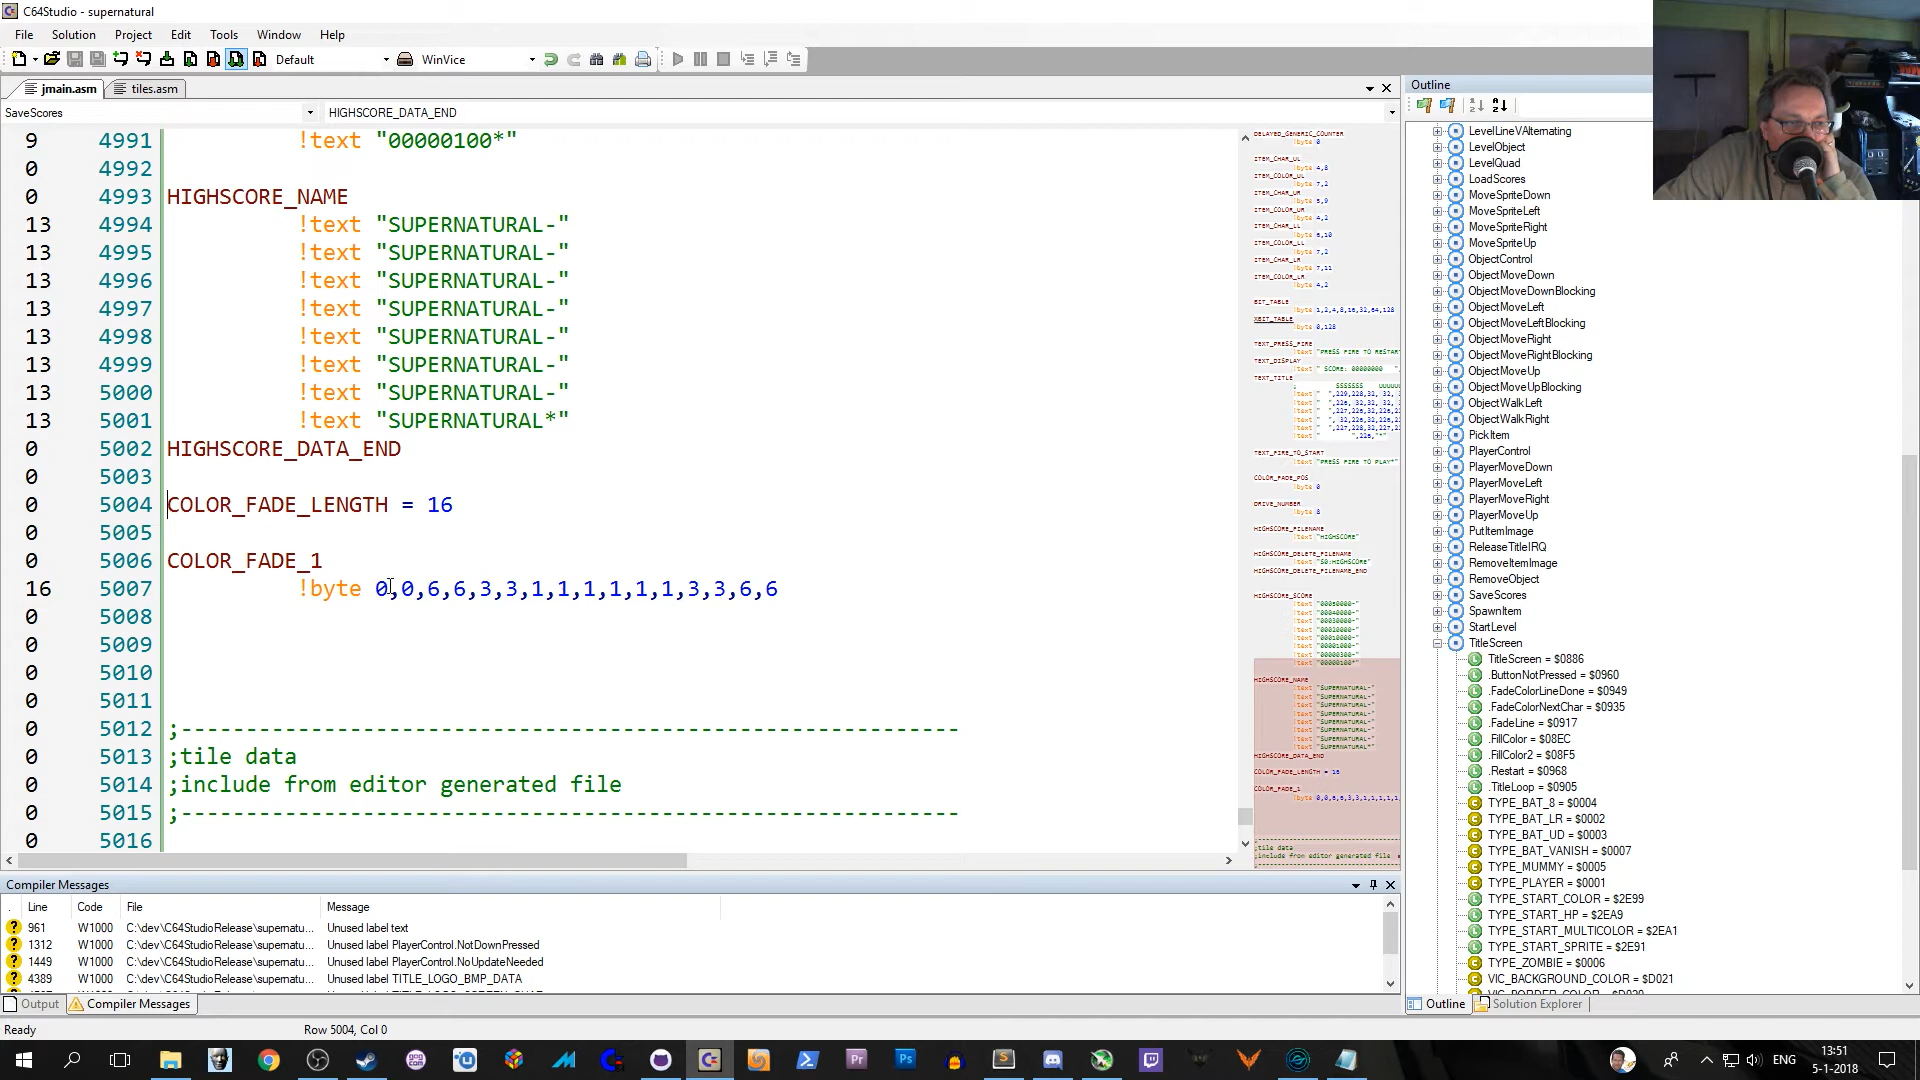 C64Studio - supernatural
File Solution Project Edit Tools Window Help
Default WinVice
jmain.asm tiles.asm
SaveScores HIGHSCORE_DATA_END
9 4991 !text "00000100*"
0 4992
0 4993 HIGHSCORE_NAME
13 4994 !text "SUPERNATURAL-"
13 4995 !text "SUPERNATURAL-"
13 4996 !text "SUPERNATURAL-"
13 4997 !text "SUPERNATURAL-"
13 4998 !text "SUPERNATURAL-"
13 4999 !text "SUPERNATURAL-"
13 5000 !text "SUPERNATURAL-"
13 5001 !text "SUPERNATURAL*"
0 5002 HIGHSCORE_DATA_END
0 5003
0 5004 COLOR_FADE_LENGTH = 16
0 5005
0 5006 COLOR_FADE_1
16 5007 !byte 0,0,6,6,3,3,1,1,1,1,1,1,3,3,6,6
0 5008
0 5009
0 5010
0 5011
0 5012 ;------------------------------------------------------------
0 5013 ;tile data
0 5014 ;include from editor generated file
0 5015 ;------------------------------------------------------------
0 5016
Outline
LevelLineVAlternating
LevelObject
LevelQuad
LoadScores
MoveSpriteDown
MoveSpriteLeft
MoveSpriteRight
MoveSpriteUp
ObjectControl
ObjectMoveDown
ObjectMoveDownBlocking
ObjectMoveLeft
ObjectMoveLeftBlocking
ObjectMoveRight
ObjectMoveRightBlocking
ObjectMoveUp
ObjectMoveUpBlocking
ObjectWalkLeft
ObjectWalkRight
PickItem
PlayerControl
PlayerMoveDown
PlayerMoveLeft
PlayerMoveRight
PlayerMoveUp
PutItemImage
ReleaseTitleIRQ
RemoveItemImage
RemoveObject
SaveScores
SpawnItem
StartLevel
TitleScreen
TitleScreen = $0886
.ButtonNotPressed = $0960
.FadeColorLineDone = $0949
.FadeColorNextChar = $0935
.FadeLine = $0917
.FillColor = $08EC
.FillColor2 = $08F5
.Restart = $0968
.TitleLoop = $0905
TYPE_BAT_8 = $0004
TYPE_BAT_LR = $0002
TYPE_BAT_UD = $0003
TYPE_BAT_VANISH = $0007
TYPE_MUMMY = $0005
TYPE_PLAYER = $0001
TYPE_START_COLOR = $2E99
TYPE_START_HP = $2EA9
TYPE_START_MULTICOLOR = $2EA1
TYPE_START_SPRITE = $2E91
TYPE_ZOMBIE = $0006
VIC_BACKGROUND_COLOR = $D021
Outline Solution Explorer
Compiler Messages
Line Code File Message
961 W1000 C:\dev\C64StudioRelease\supernatu... Unused label text
1312 W1000 C:\dev\C64StudioRelease\supernatu... Unused label PlayerControl.NotDownPressed
1449 W1000 C:\dev\C64StudioRelease\supernatu... Unused label PlayerControl.NoUpdateNeeded
4389 W1000 C:\dev\C64StudioRelease\supernatu... Unused label TITLE_LOGO_BMP_DATA
Output Compiler Messages
Ready Row 5004, Col 0
ENG 13:51
5-1-2018